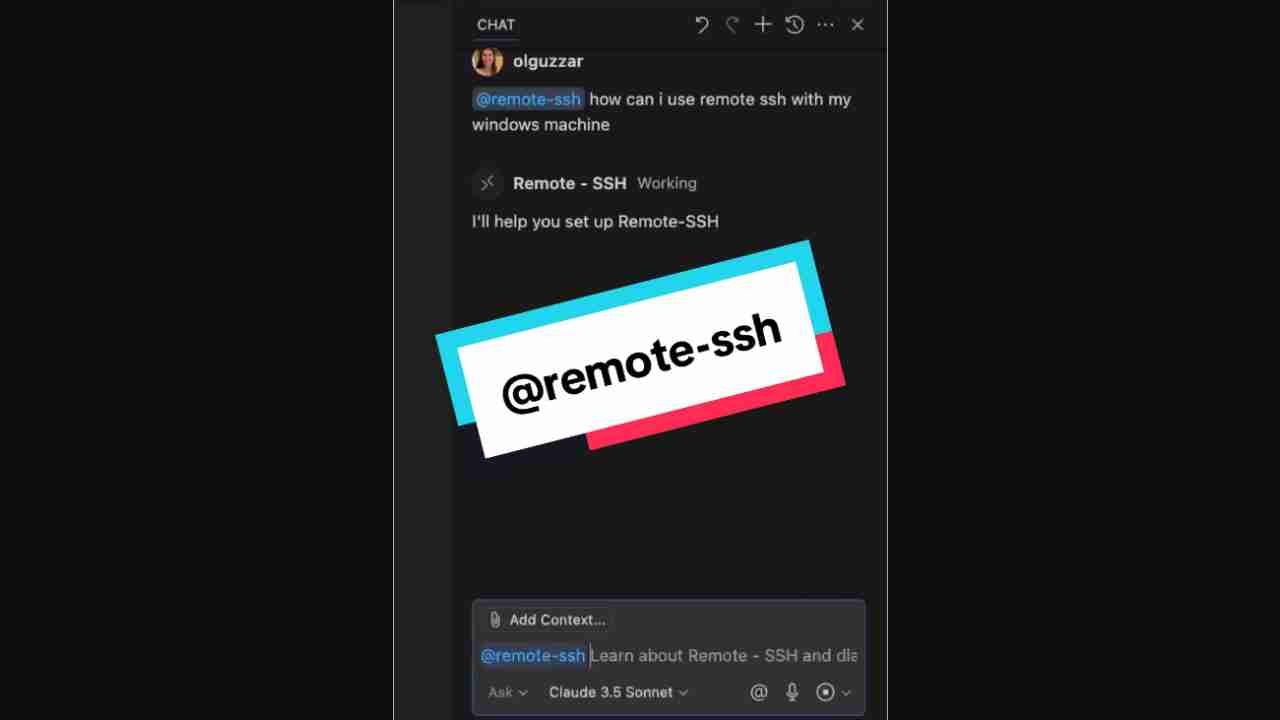 CHAT
olguzzar
@remote-ssh how can i use remote ssh with my
windows machine
Remote - SSH Working
I'll help you set up Remote-SSH
@remote-ssh
Add Context...
@remote-ssh Learn about Remote - SSH and dia
Ask Claude 3.5 Sonnet